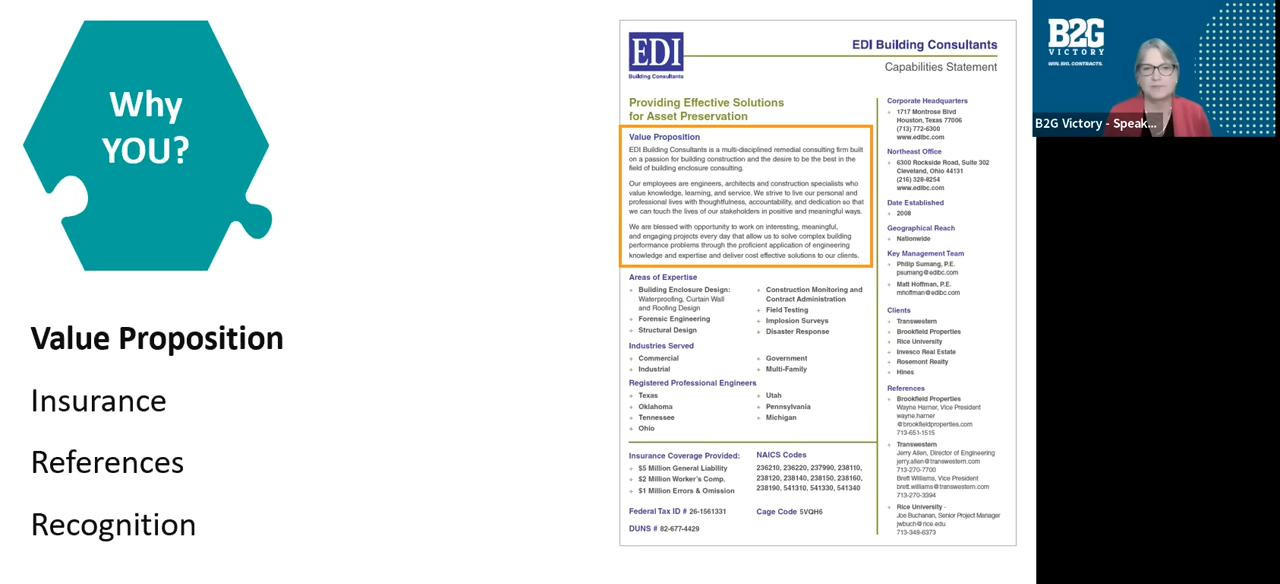 Why
YOU?
Value Proposition
Insurance
References
Recognition
EDI
Building Consultants
EDI Building Consultants
Capabilities Statement
Providing Effective Solutions
for Asset Preservation
Value Proposition
EDI Building Consultants is a multi-disciplined remedial consulting firm built
on a passion for building construction and the desire to be the best in the
field of building enclosure consulting.
Our employees are engineers, architects and construction specialists who
value knowledge, learning, and service. We strive to live our personal and
professional lives with thoughtfulness, accountability, and dedication so that
we can touch the lives of our stakeholders in positive and meaningful ways.
We are blessed with opportunity to work on interesting, meaningful,
and engaging projects every day that allow us to solve complex building
performance problems through the proficient application of engineering
knowledge and expertise and deliver cost effective solutions to our clients.
Areas of Expertise
+ Building Enclosure Design:
Waterproofing, Curtain Wall
and Roofing Design
+ Forensic Engineering
+ Structural Design
+ Construction Monitoring and
Contract Administration
+ Field Testing
+ Implosion Surveys
+ Disaster Response
Industries Served
+ Commercial
+ Industrial
+ Government
+ Multi-Family
Registered Professional Engineers
+ Texas
+ Oklahoma
+ Tennessee
+ Ohio
+ Utah
+ Pennsylvania
+ Michigan
Insurance Coverage Provided:
+ $5 Million General Liability
+ $2 Million Worker's Comp.
+ $1 Million Errors & Omission
Federal Tax ID # 26-1561331
DUNS # 82-677-4429
NAICS Codes
236210, 236220, 237990, 238110,
238120, 238140, 238150, 238160,
238190, 541310, 541330, 541340
Cage Code 5VQH6
Corporate Headquarters
+ 1717 Montrose Blvd
Houston, Texas 77006
(713) 772-6300
www.edibc.com
Northeast Office
+ 6300 Rockside Road, Suite 302
Cleveland, Ohio 44131
(216) 328-8254
www.edibc.com
Date Established
+ 2008
Geographical Reach
+ Nationwide
Key Management Team
+ Philip Sumang, P.E.
psumang@edibc.com
+ Matt Hoffman, P.E.
mhoffman@edibc.com
Clients
+ Transwestern
+ Brookfield Properties
+ Rice University
+ Invesco Real Estate
+ Rosemont Realty
+ Hines
References
+ Brookfield Properties
Wayne Harner, Vice President
wayne.harner
@brookfieldproperties.com
713-651-1515
+ Transwestern
Jerry Allen, Director of Engineering
jerry.allen@transwestern.com
713-270-7700
Brett Williams, Vice President
brett.williams@transwestern.com
713-270-3394
+ Rice University -
Joe Buchanan, Senior Project Manager
jwbuch@rice.edu
713-348-6373
B2G
VICTORY
WIN. BIG. CONTRACTS.
B2G Victory - Speak...